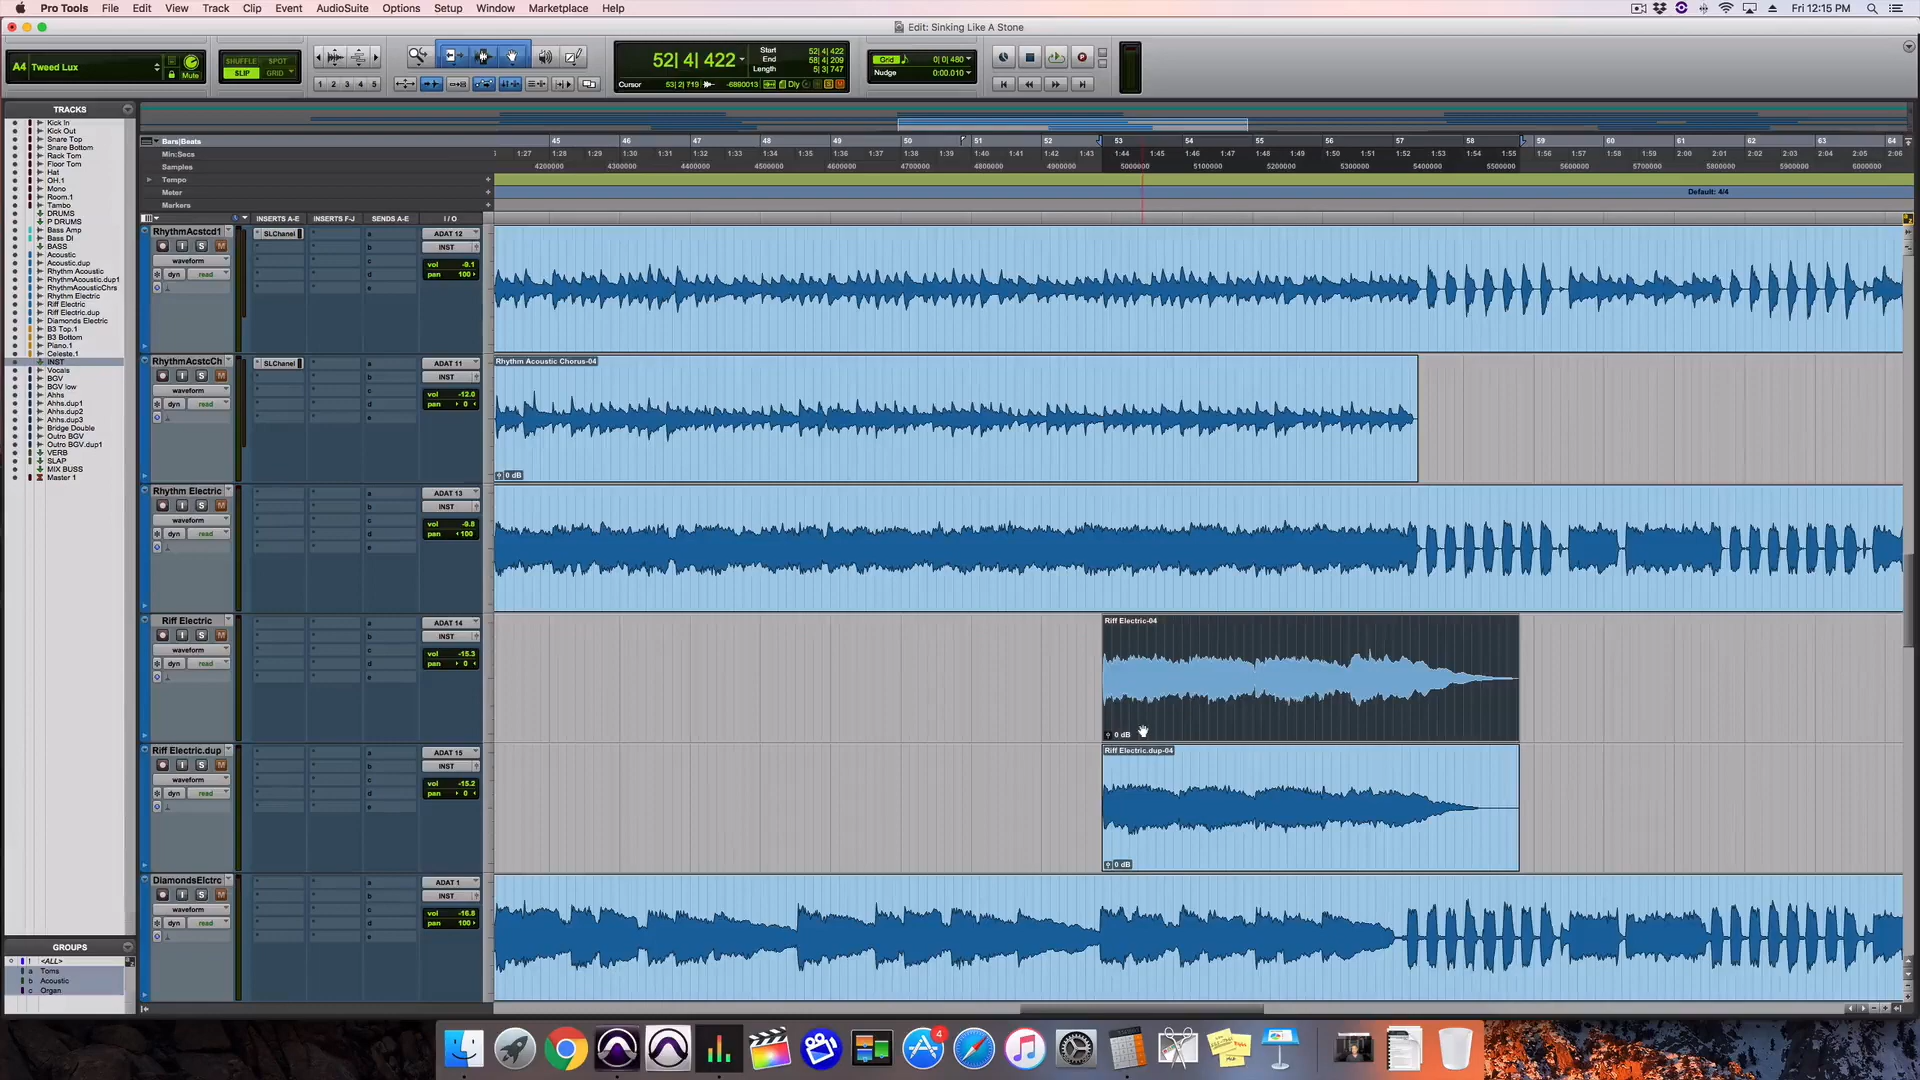 Pro Tools File Edit View Track Clip Event AudioSuite Options Setup Window Marketplace Help Fri 12:15 PM
Edit: Sinking Like A Stone
A4 Tweed Lux
Mute
SHUFFLE SPOT
SLIP GRID
1 2 3 4 5
52| 4| 422
Start 52| 4| 422
End 58| 4| 209
Length 5| 3| 747
Cursor 53| 2| 719 -6890013 Dly
Grid 0| 0| 480
Nudge 0:00.010
TRACKS
Kick In
Kick Out
Snare Top
Snare Bottom
Rack Tom
Floor Tom
Hat
OH.1
Mono
Room.1
Tambo
DRUMS
P DRUMS
Bass Amp
Bass DI
BASS
Acoustic
Acoustic.dup
Rhythm Acoustic
RhythmAcoustic.dup1
RhythmAcousticChrs
Rhythm Electric
Riff Electric
Riff Electric.dup
Diamonds Electric
B3 Top.1
B3 Bottom
Piano.1
Celeste.1
INST
Vocals
BGV
BGV low
Ahhs
Ahhs.dup1
Ahhs.dup2
Ahhs.dup3
Bridge Double
Outro BGV
Outro BGV.dup1
VERB
SLAP
MIX BUSS
Master 1
GROUPS
! <ALL>
a Toms
b Acoustic
c Organ
Bars|Beats 45 46 47 48 49 50 51 52 53 54 55 56 57 58 59 60 61 62 63 64
Min:Secs 1:27 1:28 1:29 1:30 1:31 1:32 1:33 1:34 1:35 1:36 1:37 1:38 1:39 1:40 1:41 1:42 1:43 1:44 1:45 1:46 1:47 1:48 1:49 1:50 1:51 1:52 1:53 1:54 1:55 1:56 1:57 1:58 1:59 2:00 2:01 2:02 2:03 2:04 2:05 2:06
Samples 4200000 4300000 4400000 4500000 4600000 4700000 4800000 4900000 5000000 5100000 5200000 5300000 5400000 5500000 5600000 5700000 5800000 5900000 6000000
Tempo
Meter Default: 4/4
Markers
INSERTS A-E INSERTS F-J SENDS A-E I / O
RhythmAcstcd1 SLChanel a ADAT 12
I S M b INST
waveform c vol -9.1
dyn read d pan 100
e
RhythmAcstcCh SLChanel a ADAT 11 Rhythm Acoustic Chorus-04
I S M b INST
waveform c vol -12.0
dyn read d pan 0
e
0 dB
Rhythm Electric a ADAT 13
I S M b INST
waveform c vol -9.8
dyn read d pan 100
e
Riff Electric a ADAT 14 Riff Electric-04
I S M b INST
waveform c vol -15.3
dyn read d pan 0
e
0 dB
Riff Electric.dup a ADAT 15 Riff Electric.dup-04
I S M b INST
waveform c vol -15.2
dyn read d pan 0
e
0 dB
DiamondsElctrc a ADAT 1
I S M b INST
waveform c vol -16.8
dyn read d pan 100
e
4